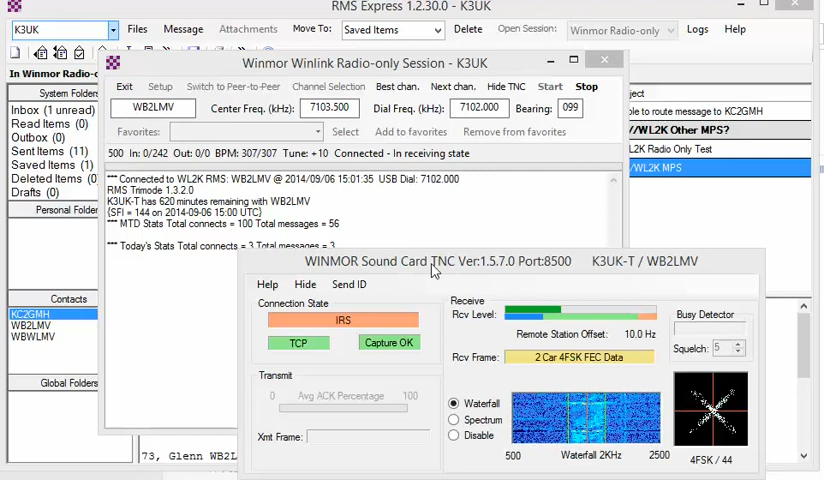 RMS Express 1.2.30.0 - K3UK
K3UK Files Message Attachments Move To: Saved Items Delete Open Session: Winmor Radio-only Session Logs Help
In Winmor Radio-o
System Folders
Inbox (1 unread)
Read Items (0)
Outbox (0)
Sent Items (11)
Saved Items (1)
Deleted Items (0)
Drafts (0)
Personal Folder
Contacts
KC2GMH
WB2LMV
WBWLMV
Global Folders
ject
ble to route message to KC2GMH
//WL2K Other MPS?
L2K Radio Only Test
//WL2K MPS
Winmor Winlink Radio-only Session - K3UK
Exit Setup Switch to Peer-to-Peer Channel Selection Best chan. Next chan. Hide TNC Start Stop
WB2LMV Center Freq. (kHz): 7103.500 Dial Freq. (kHz): 7102.000 Bearing: 099
Favorites: Select Add to favorites Remove from favorites
500 In: 0/242 Out: 0/0 BPM: 307/307 Tune: +10 Connected - In receiving state
*** Connected to WL2K RMS: WB2LMV @ 2014/09/06 15:01:35 USB Dial: 7102.000
RMS Trimode 1.3.2.0
K3UK-T has 620 minutes remaining with WB2LMV
{SFI = 144 on 2014-09-06 15:00 UTC}
*** MTD Stats Total connects = 100 Total messages = 56
*** Today's Stats Total connects = 3 Total messages = 3
73, Glenn WB2L
WINMOR Sound Card TNC Ver:1.5.7.0 Port:8500 K3UK-T / WB2LMV
Help Hide Send ID
Connection State
IRS
TCP Capture OK
Transmit
0 Avg ACK Percentage 100
Xmt Frame:
Receive
Rcv Level:
Remote Station Offset: 10.0 Hz
Rcv Frame: 2 Car 4FSK FEC Data
Waterfall
Spectrum
Disable
500 Waterfall 2KHz 2500
Busy Detector
Squelch: 5
4FSK / 44